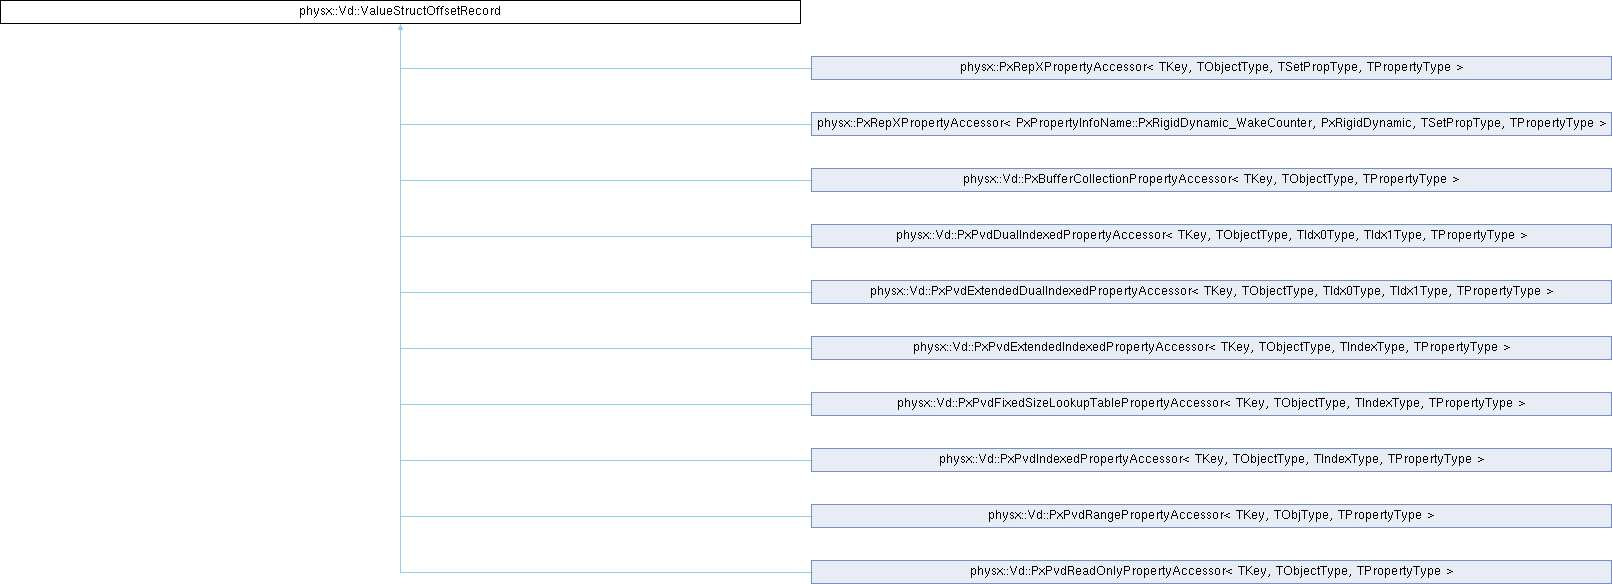 physx::Vd::ValueStructOffsetRecord
physx::PxRepXPropertyAccessor< TKey, TObjectType, TSetPropType, TPropertyType >
physx::PxRepXPropertyAccessor< PxPropertyInfoName::PxRigidDynamic_WakeCounter, PxRigidDynamic, TSetPropType, TPropertyType >
physx::Vd::PxBufferCollectionPropertyAccessor< TKey, TObjectType, TPropertyType >
physx::Vd::PxPvdDualIndexedPropertyAccessor< TKey, TObjectType, TIdx0Type, TIdx1Type, TPropertyType >
physx::Vd::PxPvdExtendedDualIndexedPropertyAccessor< TKey, TObjectType, TIdx0Type, TIdx1Type, TPropertyType >
physx::Vd::PxPvdExtendedIndexedPropertyAccessor< TKey, TObjectType, TIndexType, TPropertyType >
physx::Vd::PxPvdFixedSizeLookupTablePropertyAccessor< TKey, TObjectType, TIndexType, TPropertyType >
physx::Vd::PxPvdIndexedPropertyAccessor< TKey, TObjectType, TIndexType, TPropertyType >
physx::Vd::PxPvdRangePropertyAccessor< TKey, TObjType, TPropertyType >
physx::Vd::PxPvdReadOnlyPropertyAccessor< TKey, TObjectType, TPropertyType >